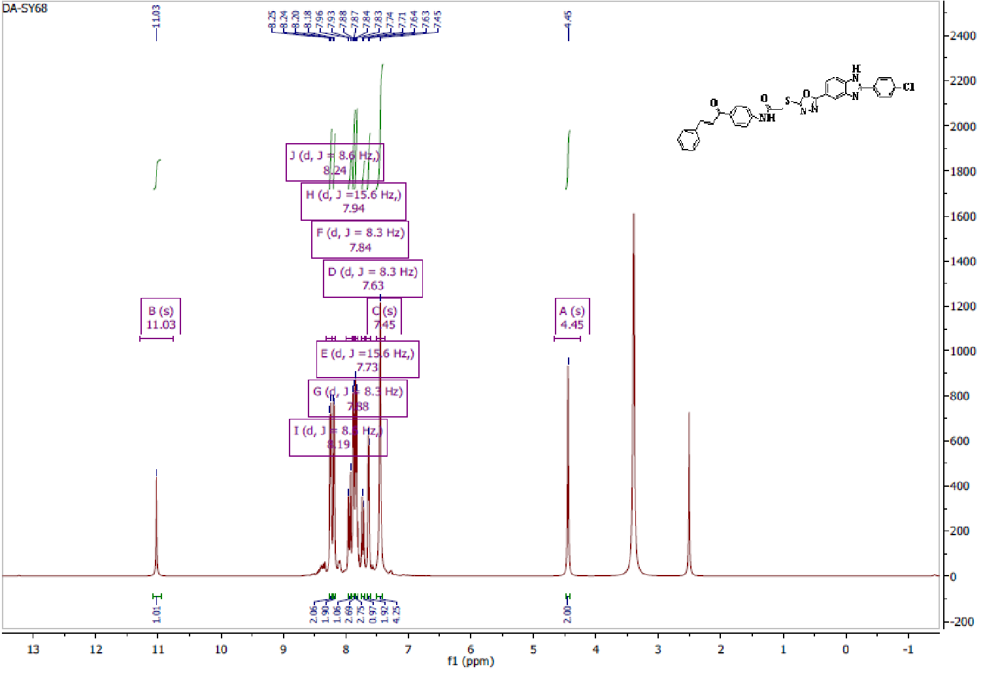 DA-SY68
11.03
8.25
8.24
8.20
8.18
7.96
7.93
7.88
7.87
7.84
7.83
7.74
7.71
7.64
7.63
7.45
4.45
H
N
N
Cl
O
N-N
S
O
NH
O
J (d, J = 8.6 Hz,)
8.24
H (d, J =15.6 Hz,)
7.94
F (d, J = 8.3 Hz)
7.84
D (d, J = 8.3 Hz)
7.63
B (s)
11.03
C (s)
7.45
A (s)
4.45
E (d, J =15.6 Hz,)
7.73
G (d, J = 8.3 Hz)
7.88
I (d, J = 8. Hz,)
8.19
1.01
2.06
1.90
1.06
2.69
2.75
0.97
1.92
4.25
2.00
2400
2200
2000
1800
1600
1400
1200
1000
800
600
400
200
0
-200
13 12 11 10 9 8 7 6 5 4 3 2 1 0 -1
f1 (ppm)